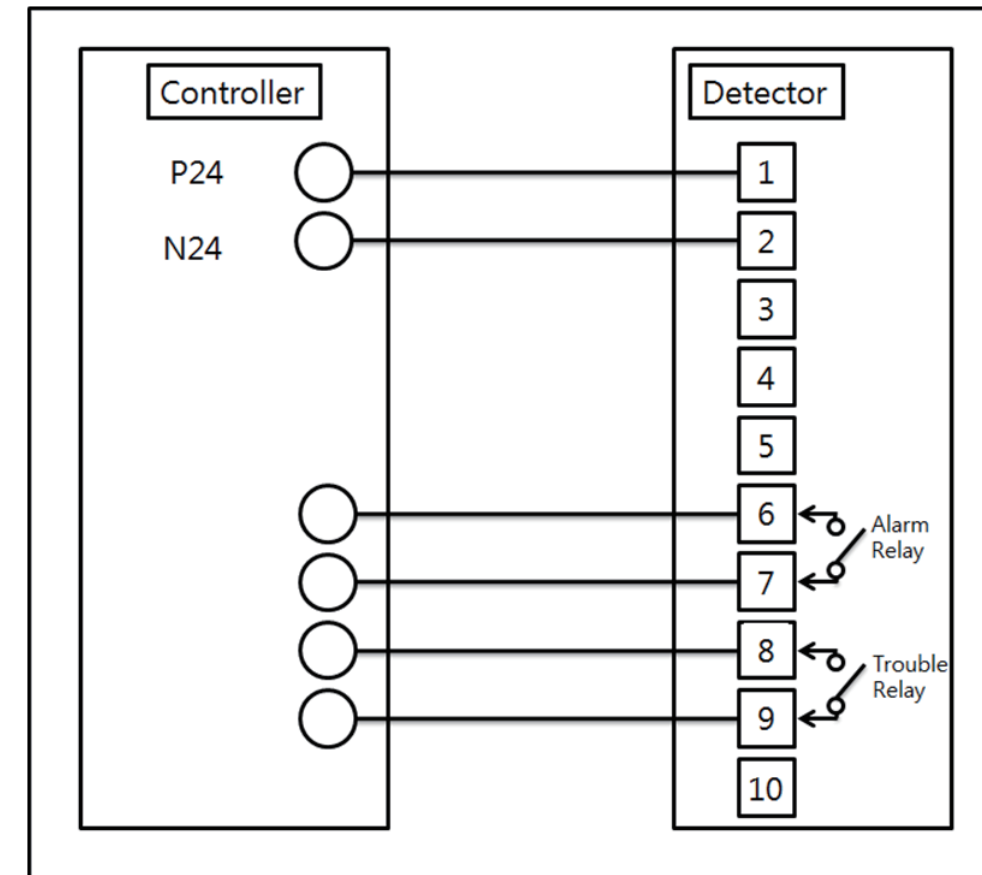 Controller
Detector
P24
1
N24
2
3
4
5
6
Alarm
Relay
7
8
Trouble
Relay
9
10